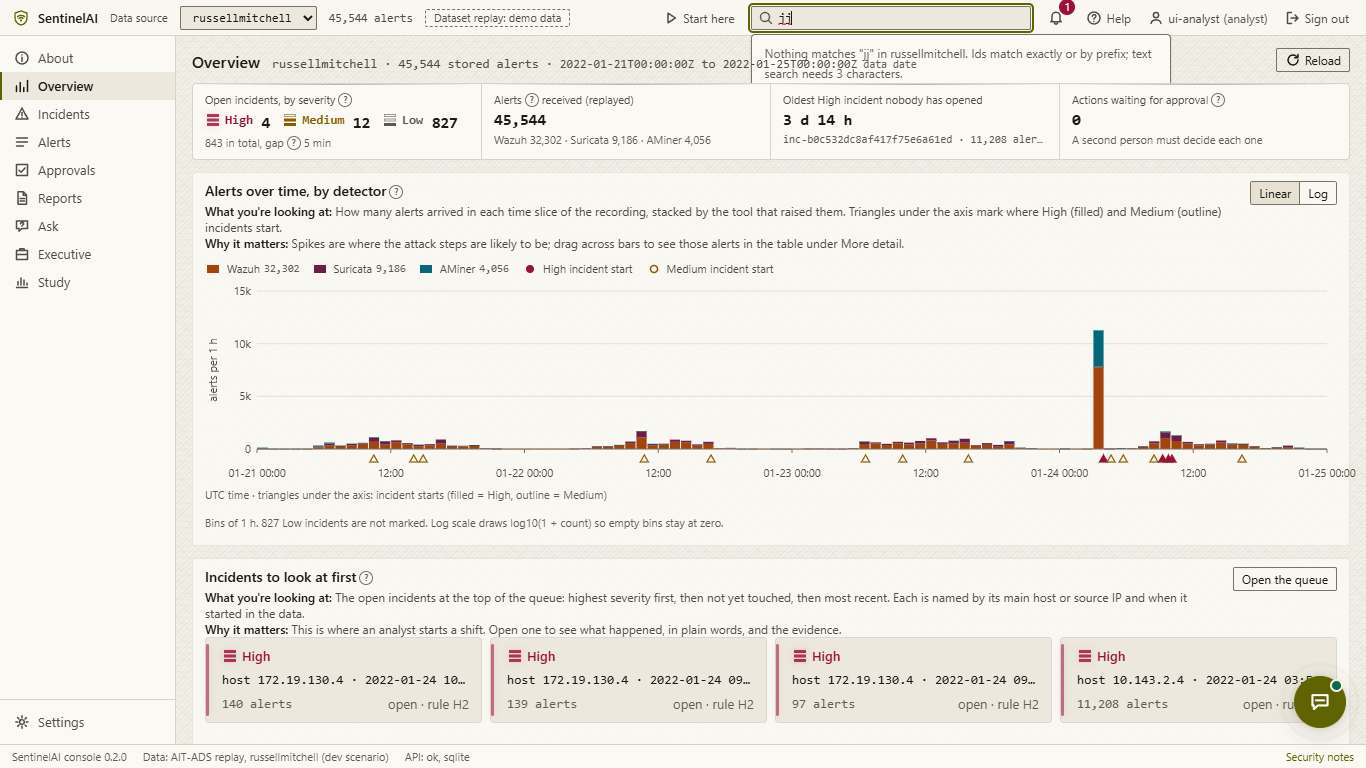 SentinelAI
Data source
russellmitchell
45,544 alerts
Dataset replay: demo data
Start here
jj
1
Help
ui-analyst (analyst)
Sign out
About
Overview
Incidents
Alerts
Approvals
Reports
Ask
Executive
Study
Settings
Nothing matches "jj" in russellmitchell. Ids match exactly or by prefix; text
search needs 3 characters.
Overview
russellmitchell · 45,544 stored alerts · 2022-01-21T00:00:00Z to 2022-01-25T00:00:00Z data date
Reload
Open incidents, by severity ?
High 4 Medium 12 Low 827
843 in total, gap ? 5 min
Alerts ? received (replayed)
45,544
Wazuh 32,302 · Suricata 9,186 · AMiner 4,056
Oldest High incident nobody has opened
3 d 14 h
inc-b0c532dc8af417f75e6a61ed · 11,208 aler…
Actions waiting for approval ?
0
A second person must decide each one
Alerts over time, by detector ?
Linear Log
What you're looking at: How many alerts arrived in each time slice of the recording, stacked by the tool that raised them. Triangles under the axis mark where High (filled) and Medium (outline)
incidents start.
Why it matters: Spikes are where the attack steps are likely to be; drag across bars to see those alerts in the table under More detail.
Wazuh 32,302 Suricata 9,186 AMiner 4,056 High incident start Medium incident start
alerts per 1 h
15k
10k
5k
0
01-21 00:00 12:00 01-22 00:00 12:00 01-23 00:00 12:00 01-24 00:00 12:00 01-25 00:00
UTC time · triangles under the axis: incident starts (filled = High, outline = Medium)
Bins of 1 h. 827 Low incidents are not marked. Log scale draws log10(1 + count) so empty bins stay at zero.
Incidents to look at first ?
Open the queue
What you're looking at: The open incidents at the top of the queue: highest severity first, then not yet touched, then most recent. Each is named by its main host or source IP and when it
started in the data.
Why it matters: This is where an analyst starts a shift. Open one to see what happened, in plain words, and the evidence.
High
host 172.19.130.4 · 2022-01-24 10…
140 alerts open · rule H2
High
host 172.19.130.4 · 2022-01-24 09…
139 alerts open · rule H2
High
host 172.19.130.4 · 2022-01-24 09…
97 alerts open · rule H2
High
host 10.143.2.4 · 2022-01-24 03:5
11,208 alerts open · ru
SentinelAI console 0.2.0
Data: AIT-ADS replay, russellmitchell (dev scenario)
API: ok, sqlite
Security notes